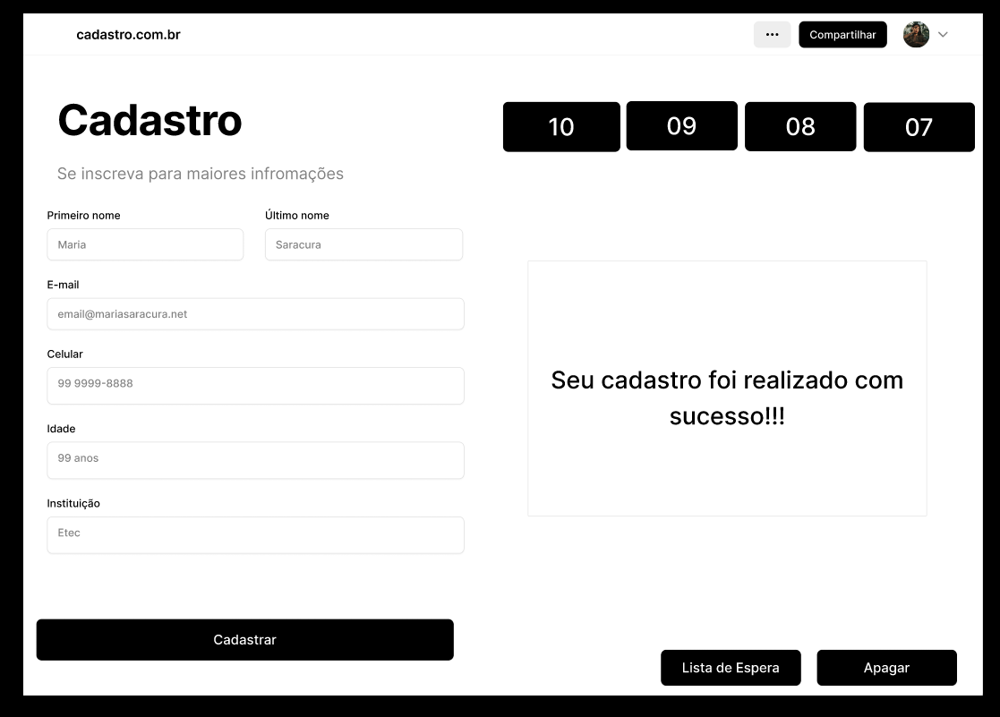 cadastro.com.br
••• Compartilhar
Cadastro
10 09 08 07
Se inscreva para maiores infromações
Primeiro nome Último nome
Maria Saracura
E-mail
email@mariasaracura.net
Celular
99 9999-8888
Idade
99 anos
Instituição
Etec
Cadastrar
Seu cadastro foi realizado com
sucesso!!!
Lista de Espera Apagar